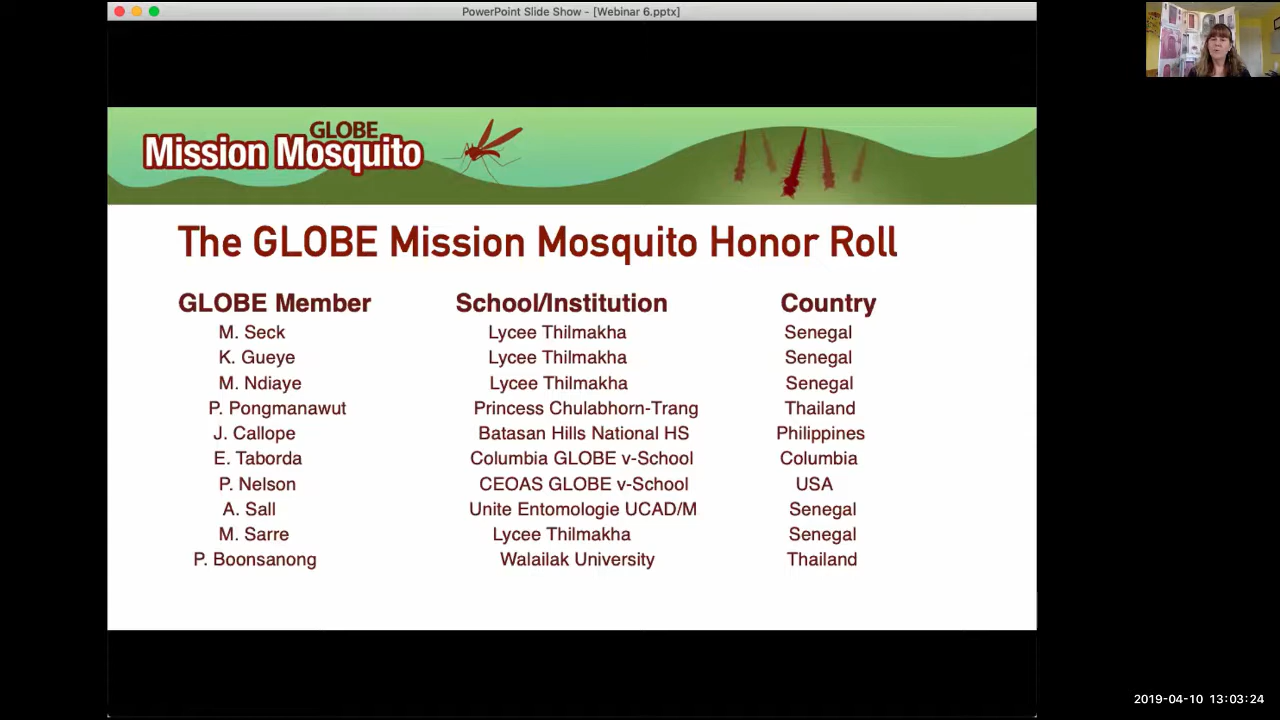 PowerPoint Slide Show - [Webinar 6.pptx]
GLOBE
Mission Mosquito
The GLOBE Mission Mosquito Honor Roll
GLOBE Member School/Institution Country
M. Seck Lycee Thilmakha Senegal
K. Gueye Lycee Thilmakha Senegal
M. Ndiaye Lycee Thilmakha Senegal
P. Pongmanawut Princess Chulabhorn-Trang Thailand
J. Callope Batasan Hills National HS Philippines
E. Taborda Columbia GLOBE v-School Columbia
P. Nelson CEOAS GLOBE v-School USA
A. Sall Unite Entomologie UCAD/M Senegal
M. Sarre Lycee Thilmakha Senegal
P. Boonsanong Walailak University Thailand
2019-04-10 13:03:24